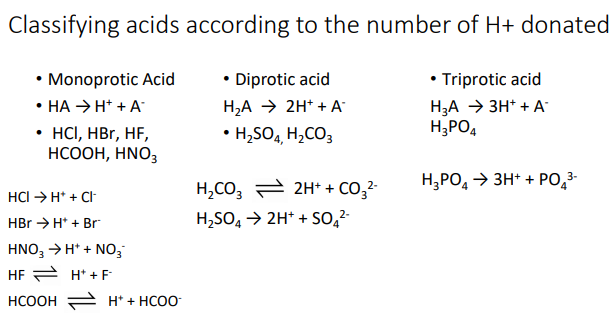 Classifying acids according to the number of H+ donated
• Monoprotic Acid
• HA → H⁺ + A⁻
• HCl, HBr, HF,
HCOOH, HNO₃
HCl → H⁺ + Cl⁻
HBr → H⁺ + Br⁻
HNO₃ → H⁺ + NO₃⁻
HF ⇌ H⁺ + F⁻
HCOOH ⇌ H⁺ + HCOO⁻
• Diprotic acid
H₂A → 2H⁺ + A⁻
• H₂SO₄, H₂CO₃
H₂CO₃ ⇌ 2H⁺ + CO₃²⁻
H₂SO₄ → 2H⁺ + SO₄²⁻
• Triprotic acid
H₃A → 3H⁺ + A⁻
H₃PO₄
H₃PO₄ → 3H⁺ + PO₄³⁻